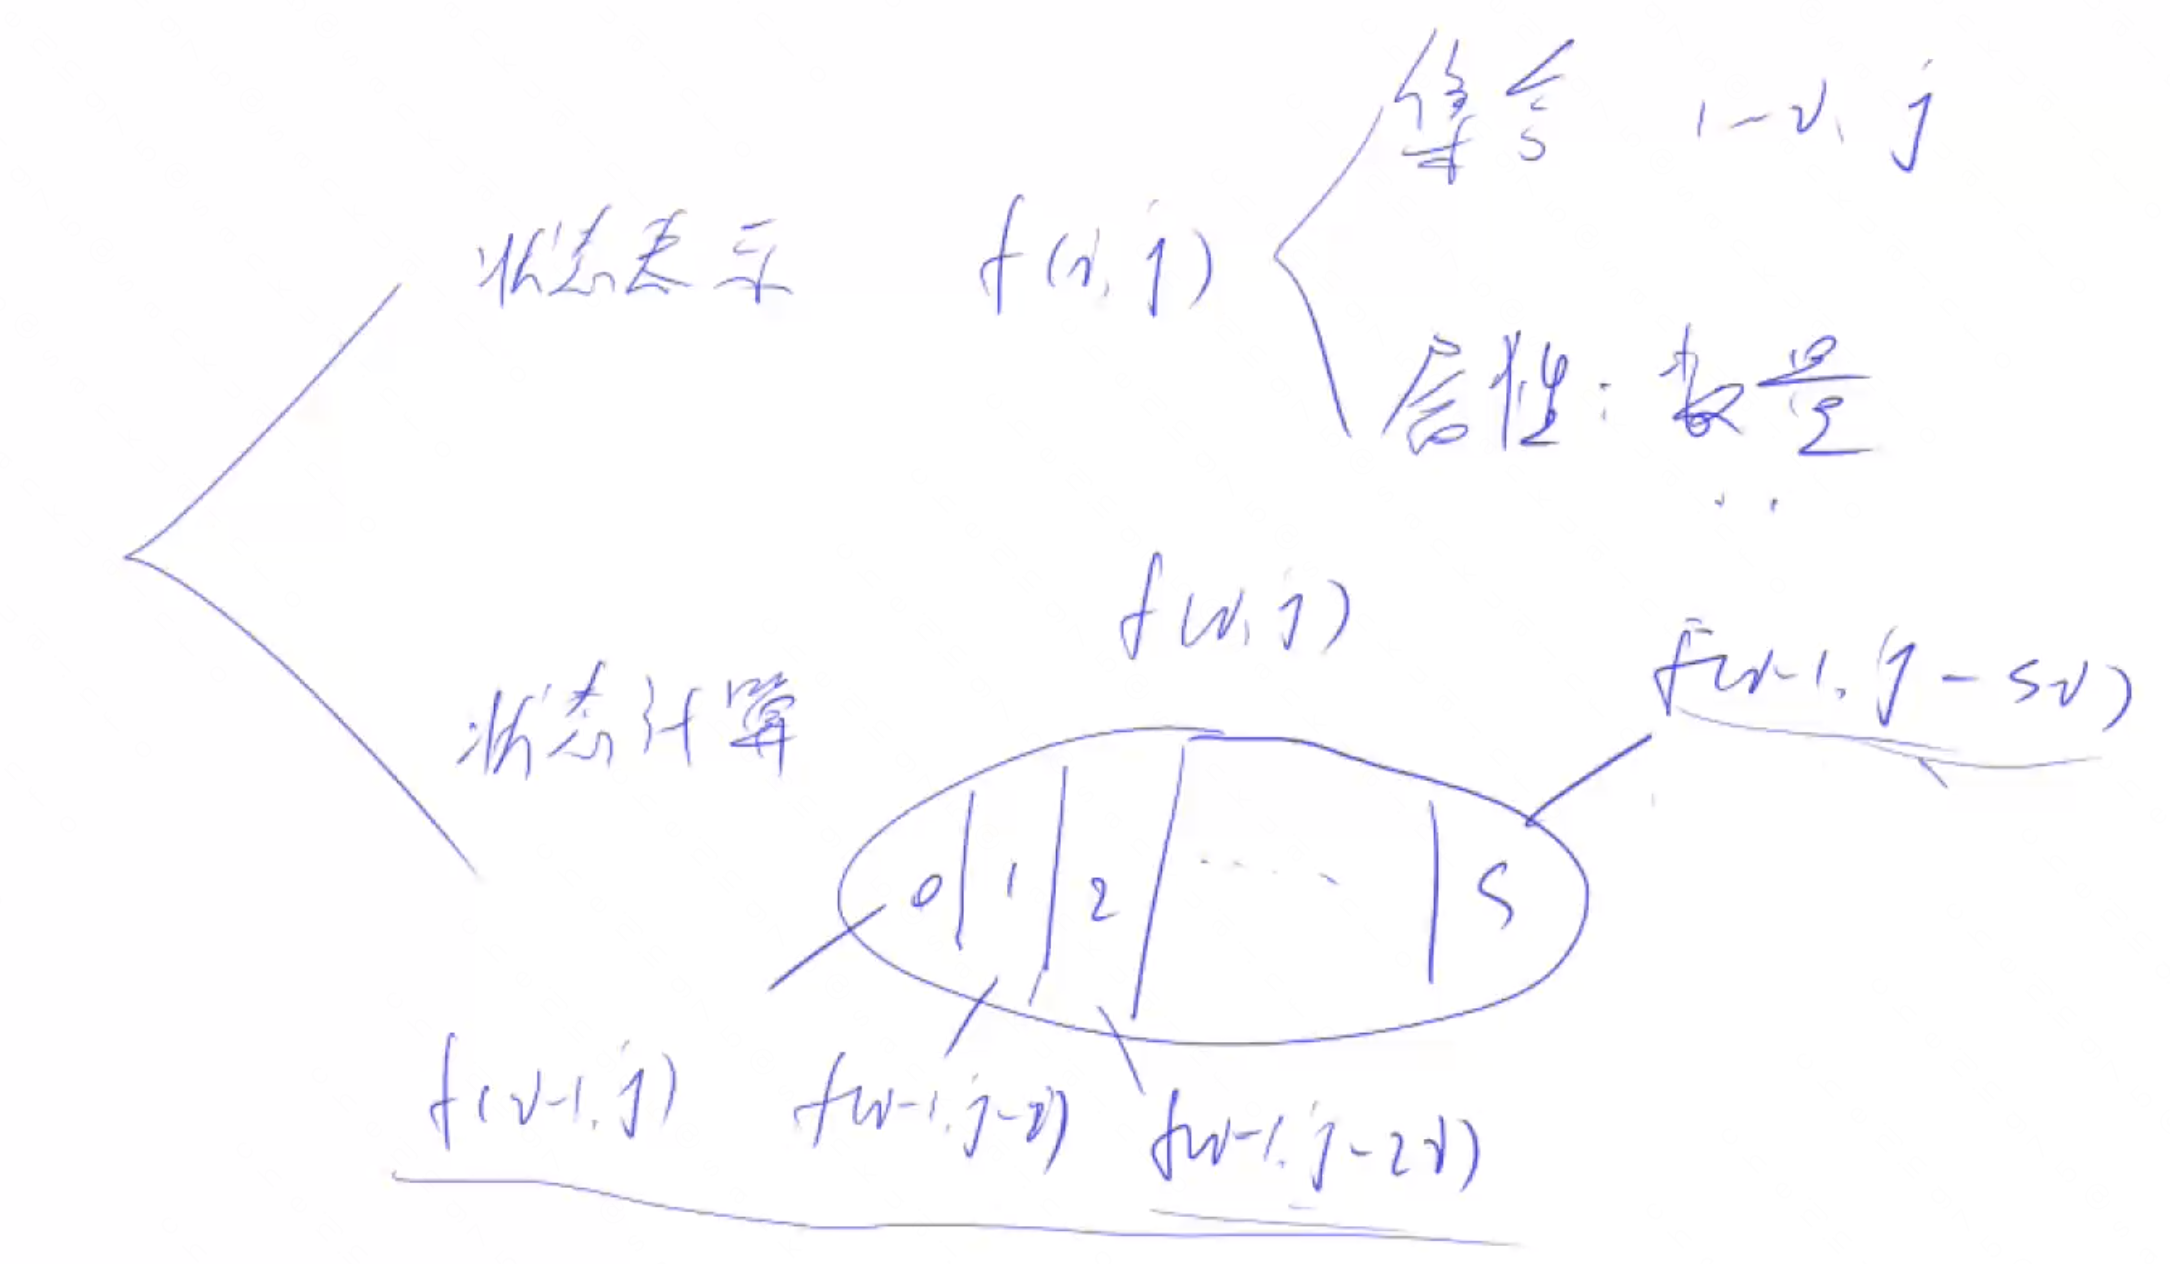 集合 1-i, j
状态表示 f(i, j)
属性：数量
f(i, j)
f(i-1, j-si)
状态计算
0 1 2 ---- s
f(i-1, j) f(i-1, j-i) f(i-1, j-2i)